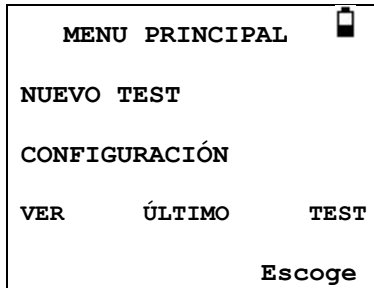 MENU PRINCIPAL
NUEVO TEST
CONFIGURACIÓN
VER ÚLTIMO TEST
Escoge